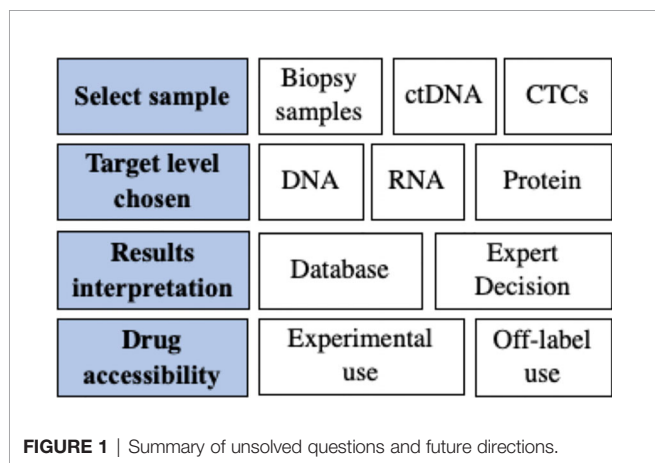 Select sample
Biopsy
samples
ctDNA
CTCs
Target level
chosen
DNA
RNA
Protein
Results
interpretation
Database
Expert
Decision
Drug
accessibility
Experimental
use
Off-label
use
FIGURE 1 | Summary of unsolved questions and future directions.